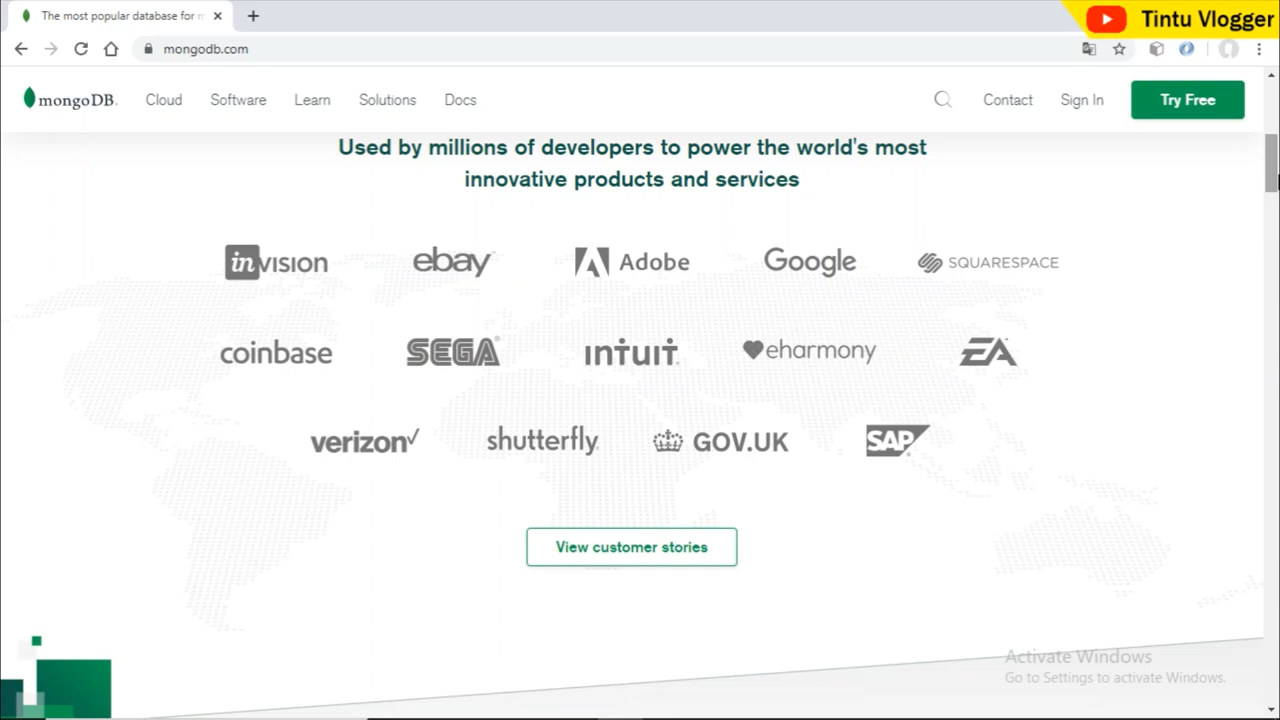 The most popular database for m
Tintu Vlogger
mongodb.com
mongoDB.
Cloud
Software
Learn
Solutions
Docs
Contact
Sign In
Try Free
Used by millions of developers to power the world's most
innovative products and services
invision
ebay™
Adobe
Google
SQUARESPACE
coinbase
SEGA®
intuit.
eharmony
EA
verizon✓
shutterfly.
GOV.UK
SAP
View customer stories
Activate Windows
Go to Settings to activate Windows.